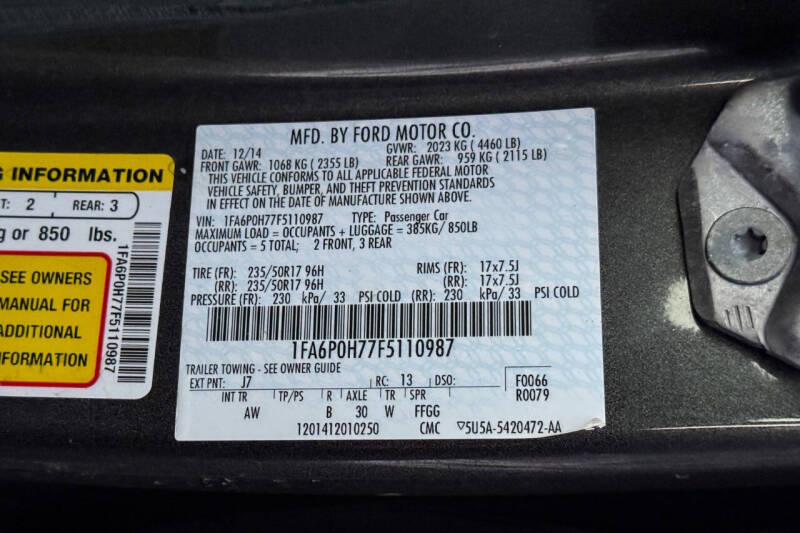 G INFORMATION
T: 2 REAR: 3
g or 850 lbs.
SEE OWNERS
MANUAL FOR
ADDITIONAL
INFORMATION
1FA6P0H77F5110987
MFD. BY FORD MOTOR CO.
DATE: 12/14 GVWR: 2023 KG (4460 LB)
FRONT GAWR: 1068 KG (2355 LB) REAR GAWR: 959 KG (2115 LB)
THIS VEHICLE CONFORMS TO ALL APPLICABLE FEDERAL MOTOR
VEHICLE SAFETY, BUMPER, AND THEFT PREVENTION STANDARDS
IN EFFECT ON THE DATE OF MANUFACTURE SHOWN ABOVE.
VIN: 1FA6P0H77F5110987 TYPE: Passenger Car
MAXIMUM LOAD = OCCUPANTS + LUGGAGE = 385KG/ 850LB
OCCUPANTS = 5 TOTAL; 2 FRONT, 3 REAR
TIRE (FR): 235/50R17 96H RIMS (FR): 17x7.5J
(RR): 235/50R17 96H (RR): 17x7.5J
PRESSURE (FR): 230 kPa/ 33 PSI COLD (RR): 230 kPa/ 33 PSI COLD
1FA6P0H77F5110987
TRAILER TOWING - SEE OWNER GUIDE
EXT PNT: J7 RC: 13 DSO: F0066
INT TR TP/PS R AXLE TR SPR R0079
AW B 30 W FFGG
1201412010250 CMC ▽5U5A-5420472-AA